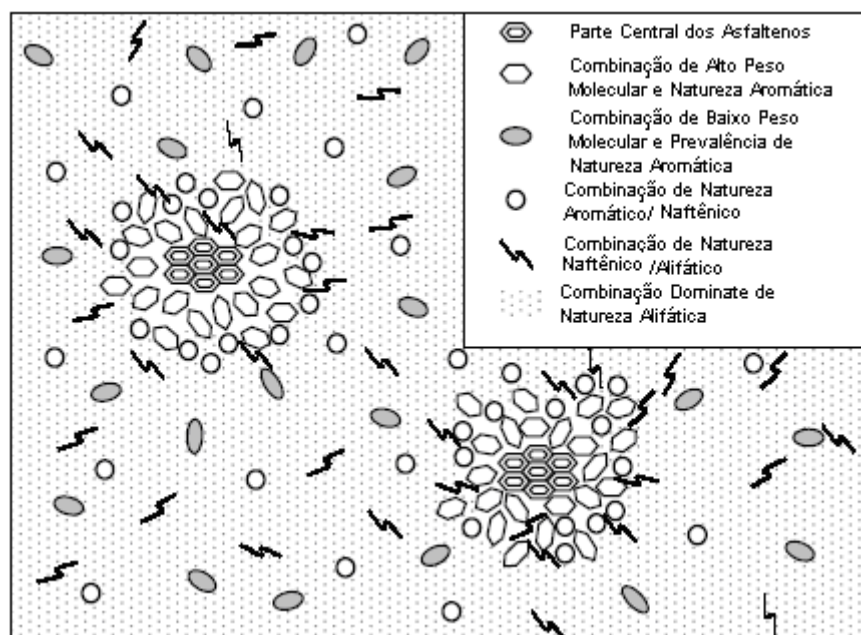 Parte Central dos Asfaltenos
Combinação de Alto Peso
Molecular e Natureza Aromática
Combinação de Baixo Peso
Molecular e Prevalência de
Natureza Aromática
Combinação de Natureza
Aromático/ Naftênico
Combinação de Natureza
Naftênico /Alifático
Combinação Dominate de
Natureza Alifática